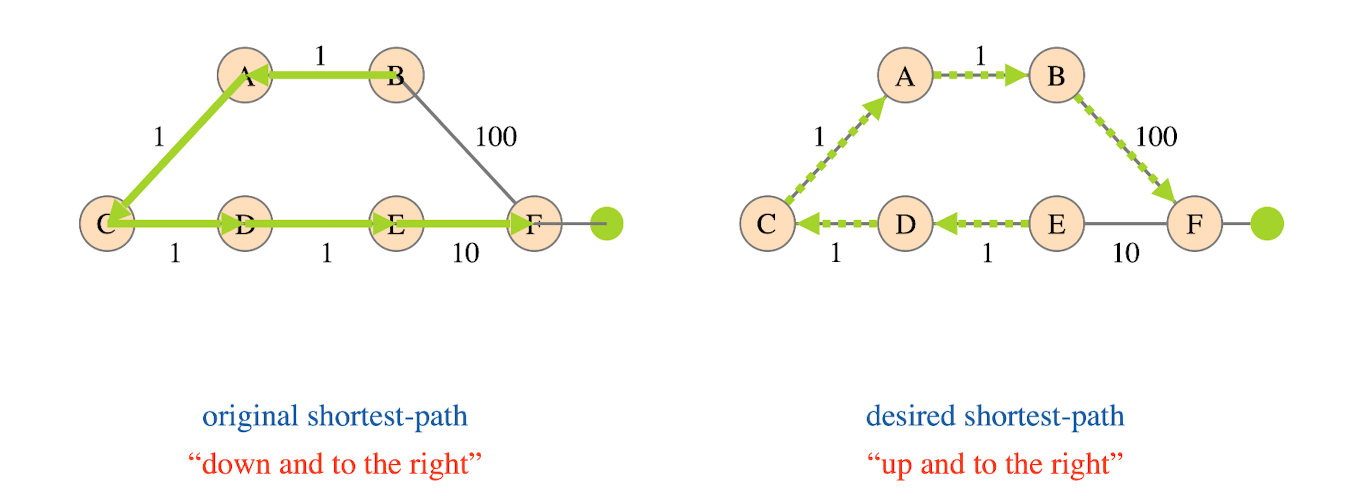 A 1 B A 1 B
1 100 1 100
C D E F C D E F
1 1 10 1 1 10
original shortest-path desired shortest-path
“down and to the right” “up and to the right”